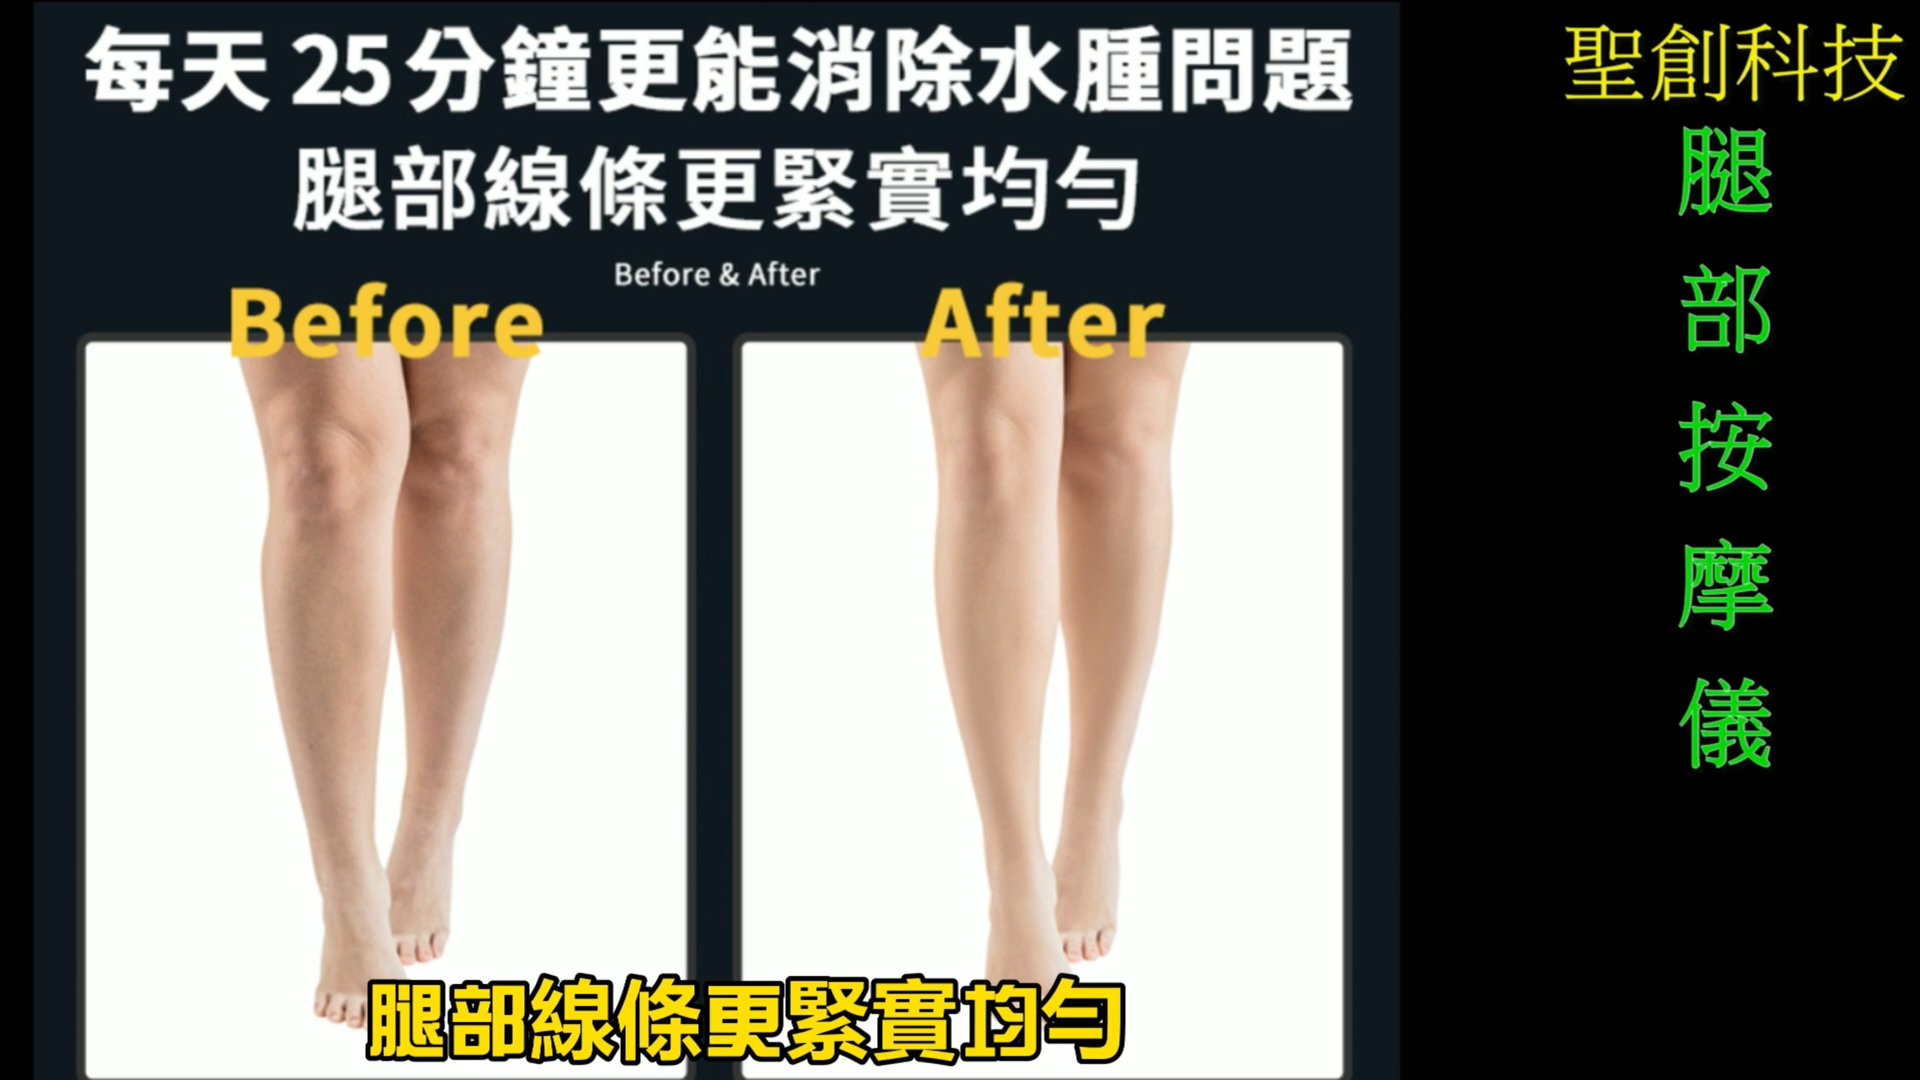 每天 25 分鐘更能消除水腫問題
腿部線條更緊實均勻
Before & After
Before
After
腿部線條更緊實均勻
聖創科技
腿
部
按
摩
儀